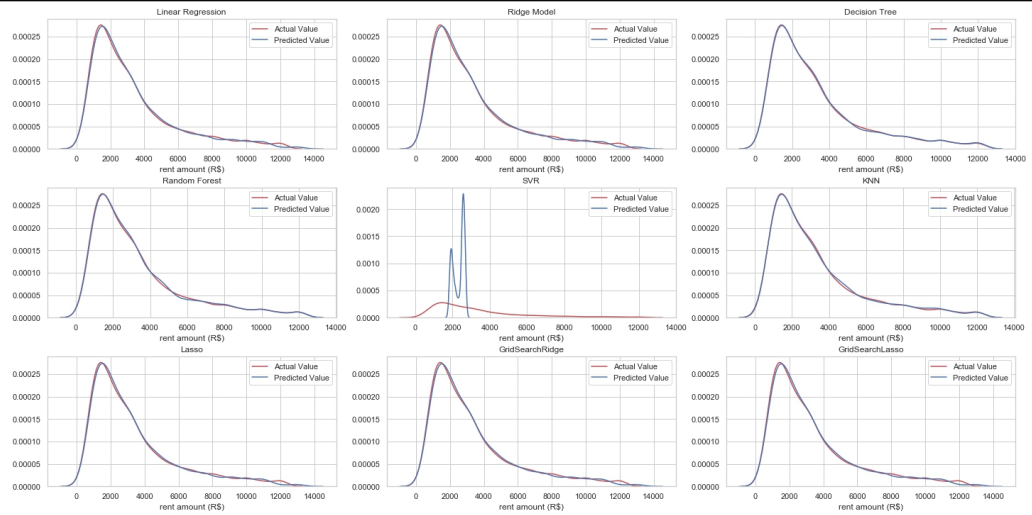 Linear Regression
Ridge Model
Decision Tree
Actual Value
Predicted Value
Actual Value
Predicted Value
Actual Value
Predicted Value
0.00025
0.00020
0.00015
0.00010
0.00005
0.00000
0.00025
0.00020
0.00015
0.00010
0.00005
0.00000
0.00025
0.00020
0.00015
0.00010
0.00005
0.00000
0 2000 4000 6000 8000 10000 12000 14000
0 2000 4000 6000 8000 10000 12000 14000
0 2000 4000 6000 8000 10000 12000 14000
rent amount (R$)
rent amount (R$)
rent amount (R$)
Random Forest
SVR
KNN
Actual Value
Predicted Value
Actual Value
Predicted Value
Actual Value
Predicted Value
0.00025
0.00020
0.00015
0.00010
0.00005
0.00000
0.0020
0.0015
0.0010
0.0005
0.0000
0.00025
0.00020
0.00015
0.00010
0.00005
0.00000
0 2000 4000 6000 8000 10000 12000 14000
0 2000 4000 6000 8000 10000 12000 14000
0 2000 4000 6000 8000 10000 12000 14000
rent amount (R$)
rent amount (R$)
rent amount (R$)
Lasso
GridSearchRidge
GridSearchLasso
Actual Value
Predicted Value
Actual Value
Predicted Value
Actual Value
Predicted Value
0.00025
0.00020
0.00015
0.00010
0.00005
0.00000
0.00025
0.00020
0.00015
0.00010
0.00005
0.00000
0.00025
0.00020
0.00015
0.00010
0.00005
0.00000
0 2000 4000 6000 8000 10000 12000 14000
0 2000 4000 6000 8000 10000 12000 14000
0 2000 4000 6000 8000 10000 12000 14000
rent amount (R$)
rent amount (R$)
rent amount (R$)